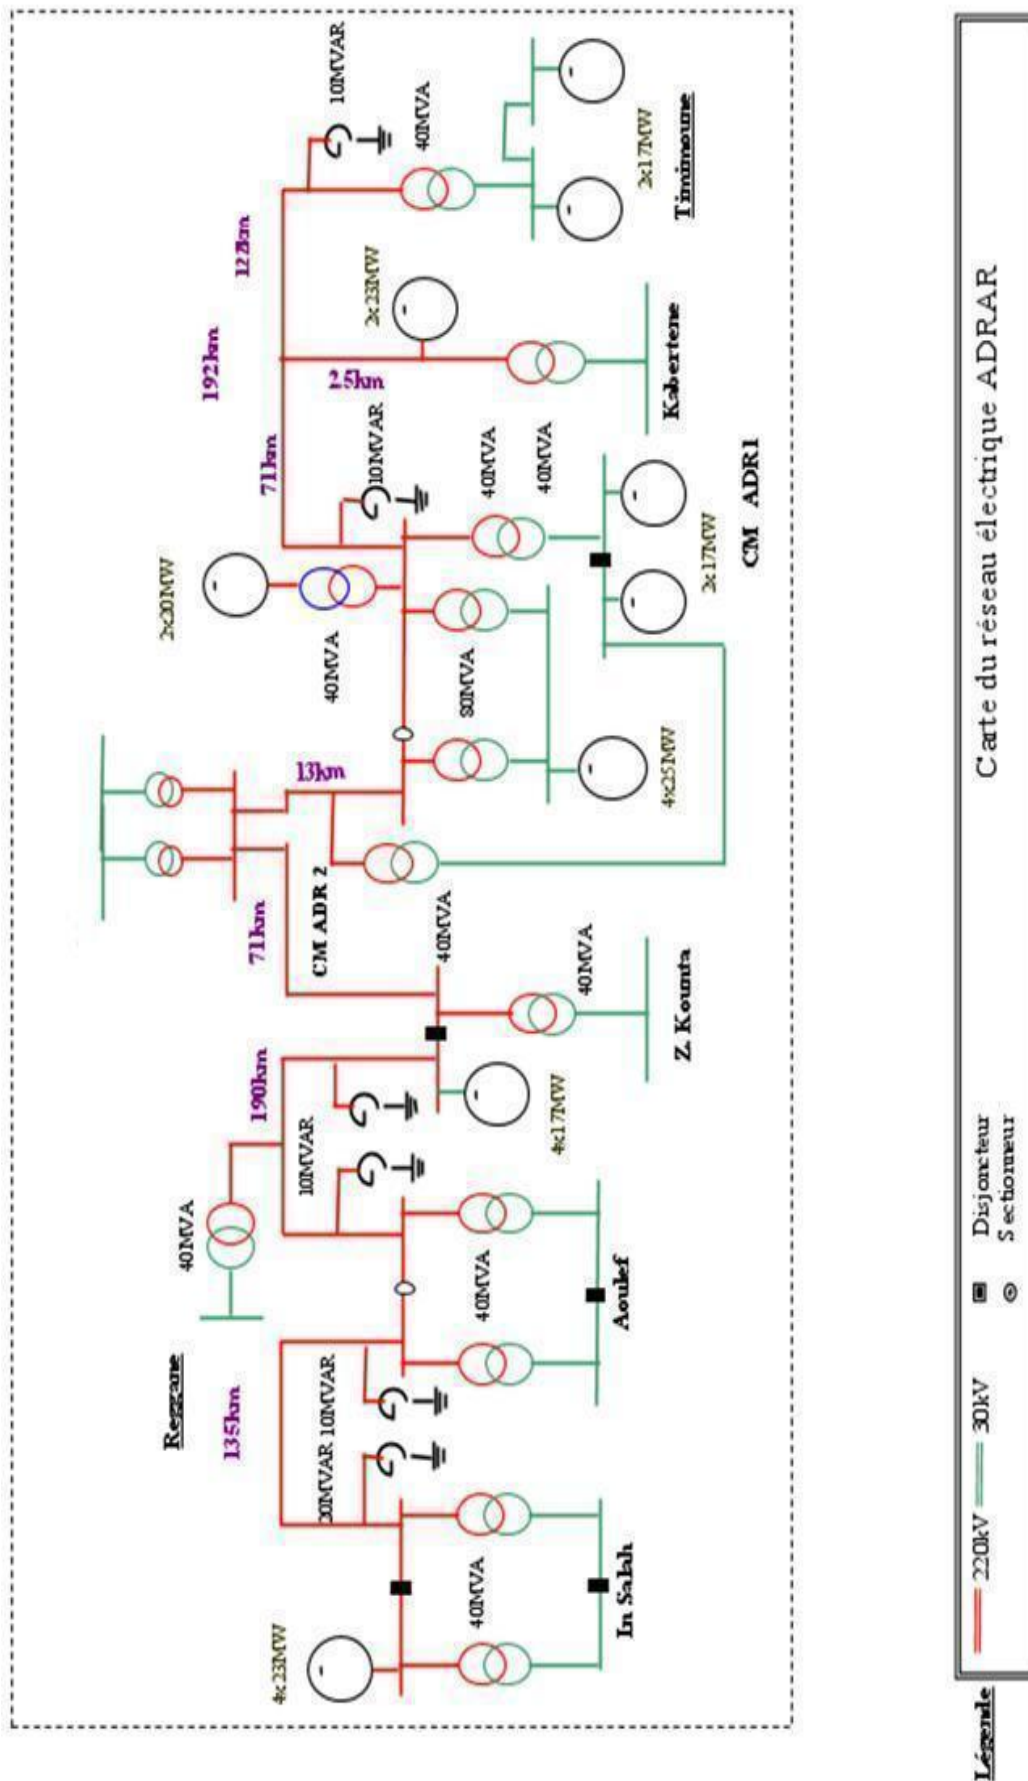 4x23MW
40MVA
In Salah
20MVAR
10MVAR
135km
Reggane
40MVA
40MVA
Aoulef
10MVAR
190km
4x17MW
40MVA
Z. Kounta
40MVA
71km
CM ADR 2
13km
4x25MW
80MVA
40MVA
2x20MW
2x17MW
CM ADR1
40MVA
40MVA
10MVAR
71km
192km
25km
Kabertene
2x23MW
122km
10MVAR
40MVA
2x17MW
Timimoune
Légende
220kV
30kV
Disjoncteur
Sectionneur
Carte du réseau électrique ADRAR